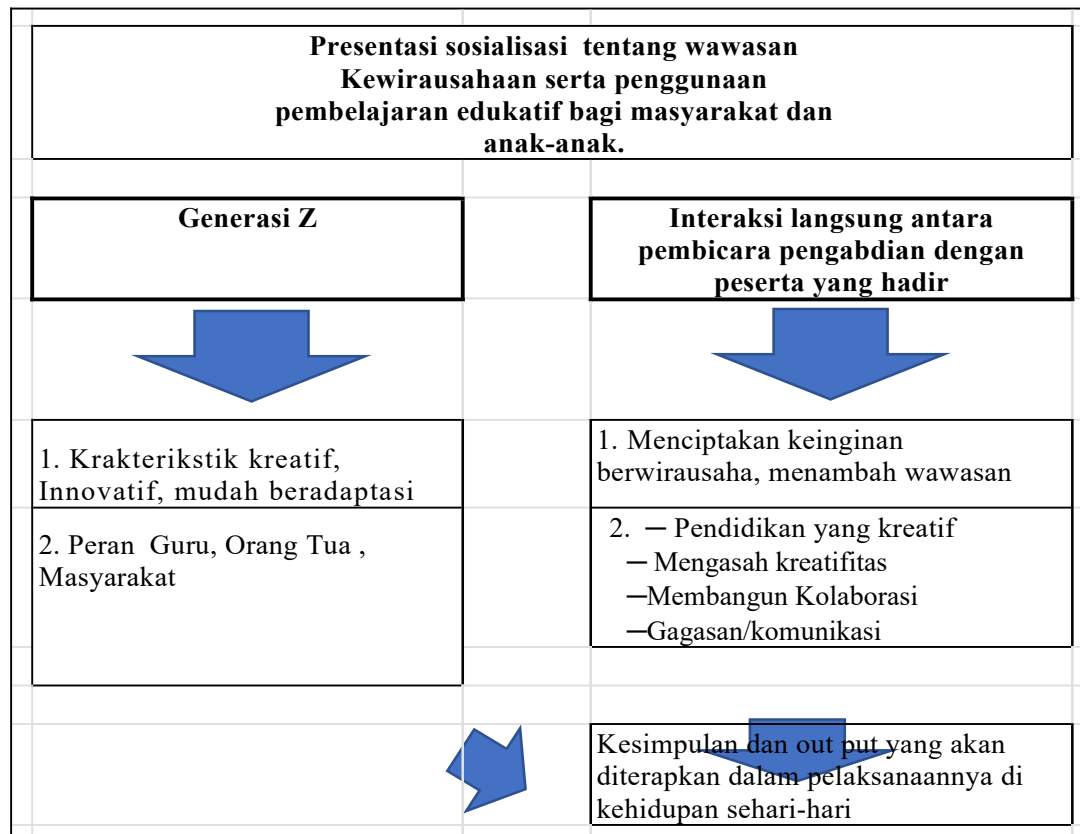 Presentasi sosialisasi tentang wawasan
Kewirausahaan serta penggunaan
pembelajaran edukatif bagi masyarakat dan
anak-anak.
Generasi Z
Interaksi langsung antara
pembicara pengabdian dengan
peserta yang hadir
1. Krakterikstik kreatif,
Innovatif, mudah beradaptasi
2. Peran Guru, Orang Tua ,
Masyarakat
1. Menciptakan keinginan
berwirausaha, menambah wawasan
2. ─ Pendidikan yang kreatif
─ Mengasah kreatifitas
─Membangun Kolaborasi
─Gagasan/komunikasi
Kesimpulan dan out put yang akan
diterapkan dalam pelaksanaannya di
kehidupan sehari-hari